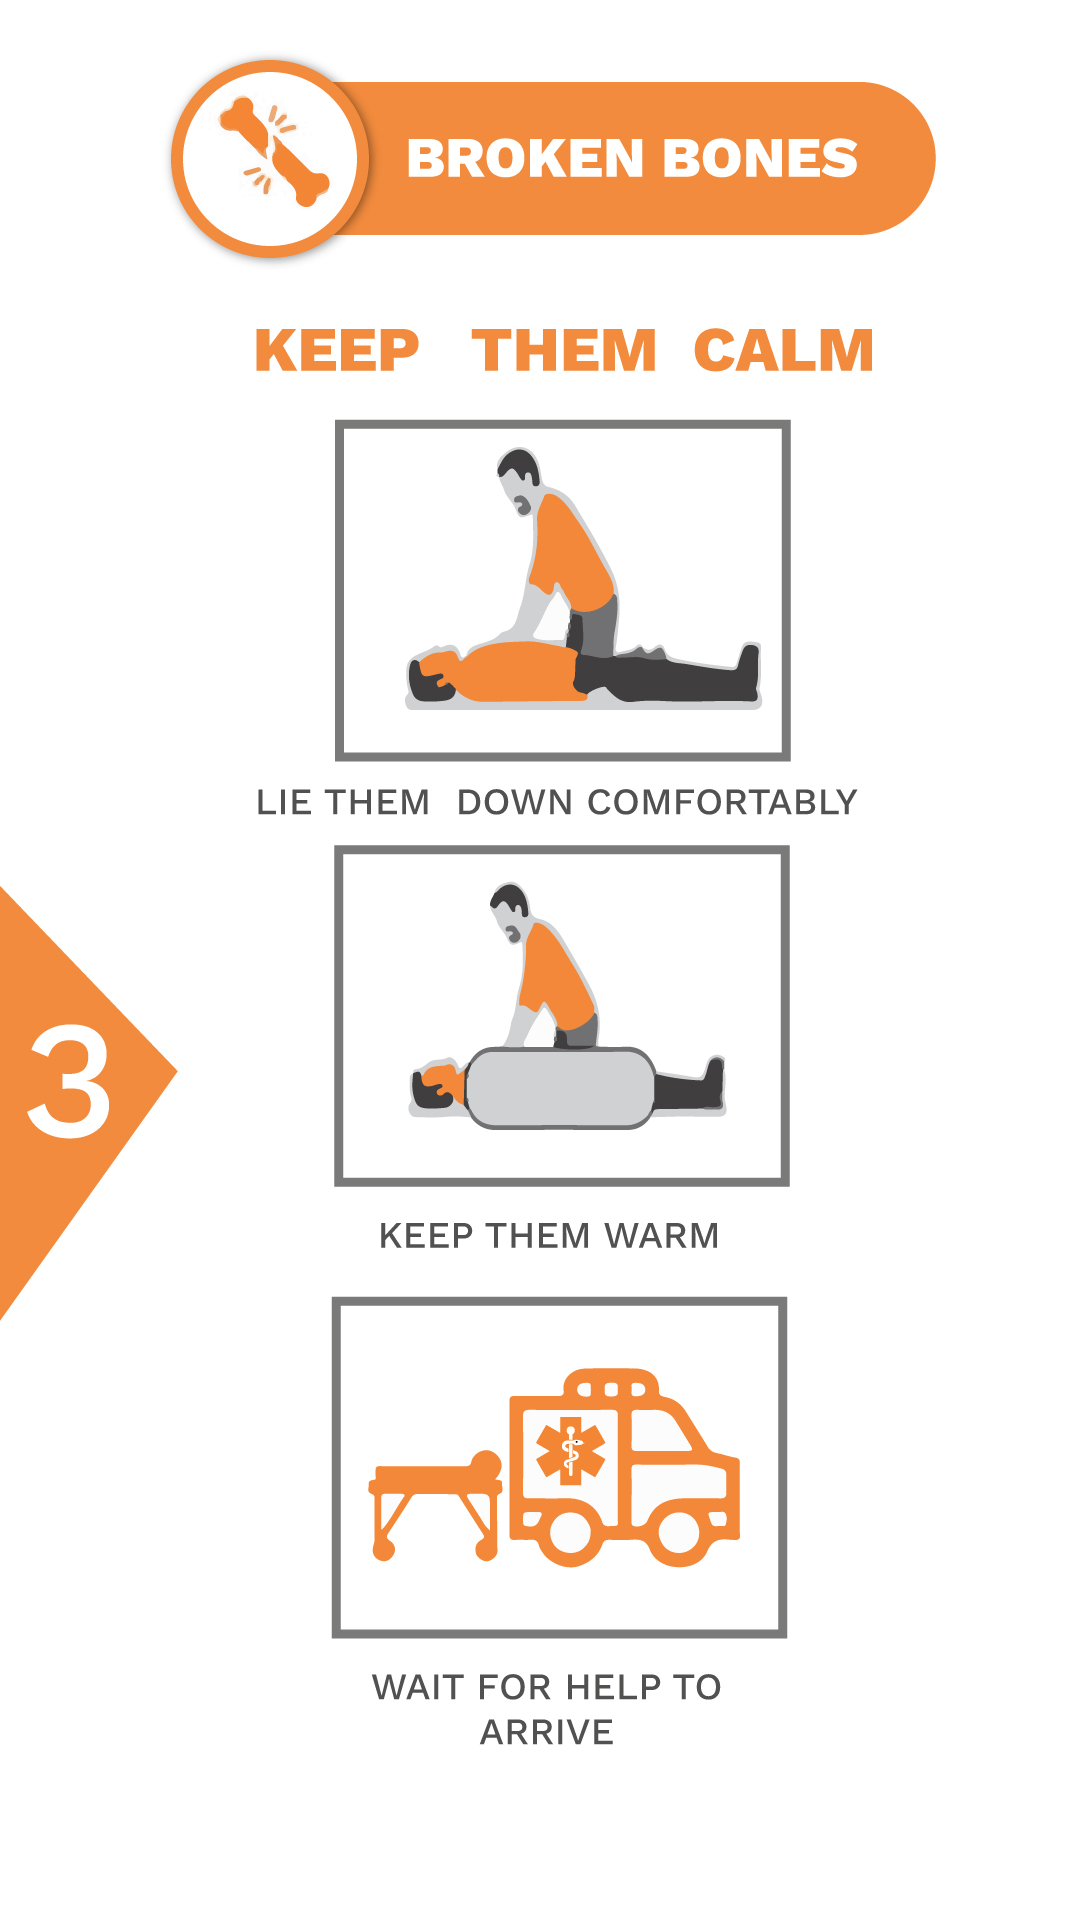 BROKEN BONES
KEEP THEM CALM
LIE THEM DOWN COMFORTABLY
3
KEEP THEM WARM
WAIT FOR HELP TO
ARRIVE